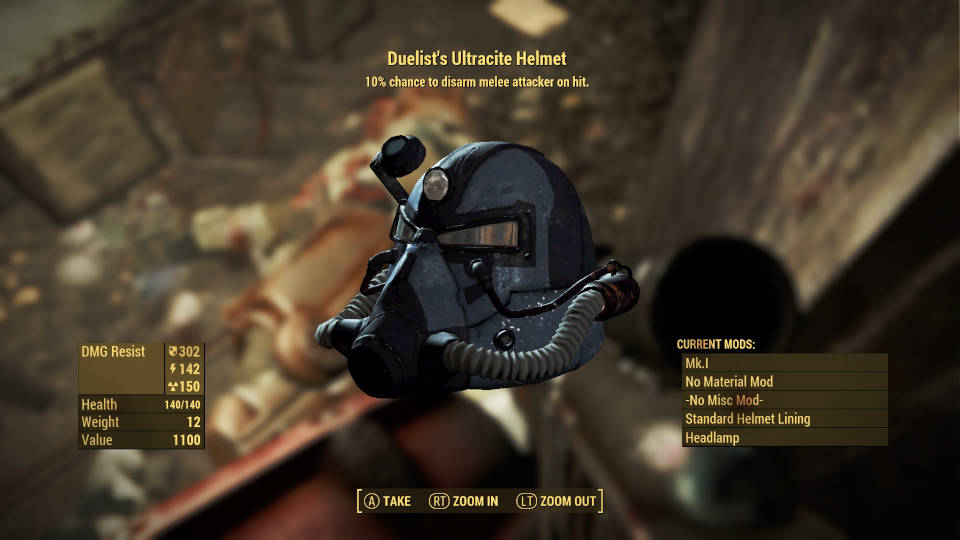 Duelist's Ultracite Helmet
10% chance to disarm melee attacker on hit.
DMG Resist 302
142
150
Health 140/140
Weight 12
Value 1100
CURRENT MODS:
Mk.I
No Material Mod
-No Misc Mod-
Standard Helmet Lining
Headlamp
A TAKE RT ZOOM IN LT ZOOM OUT